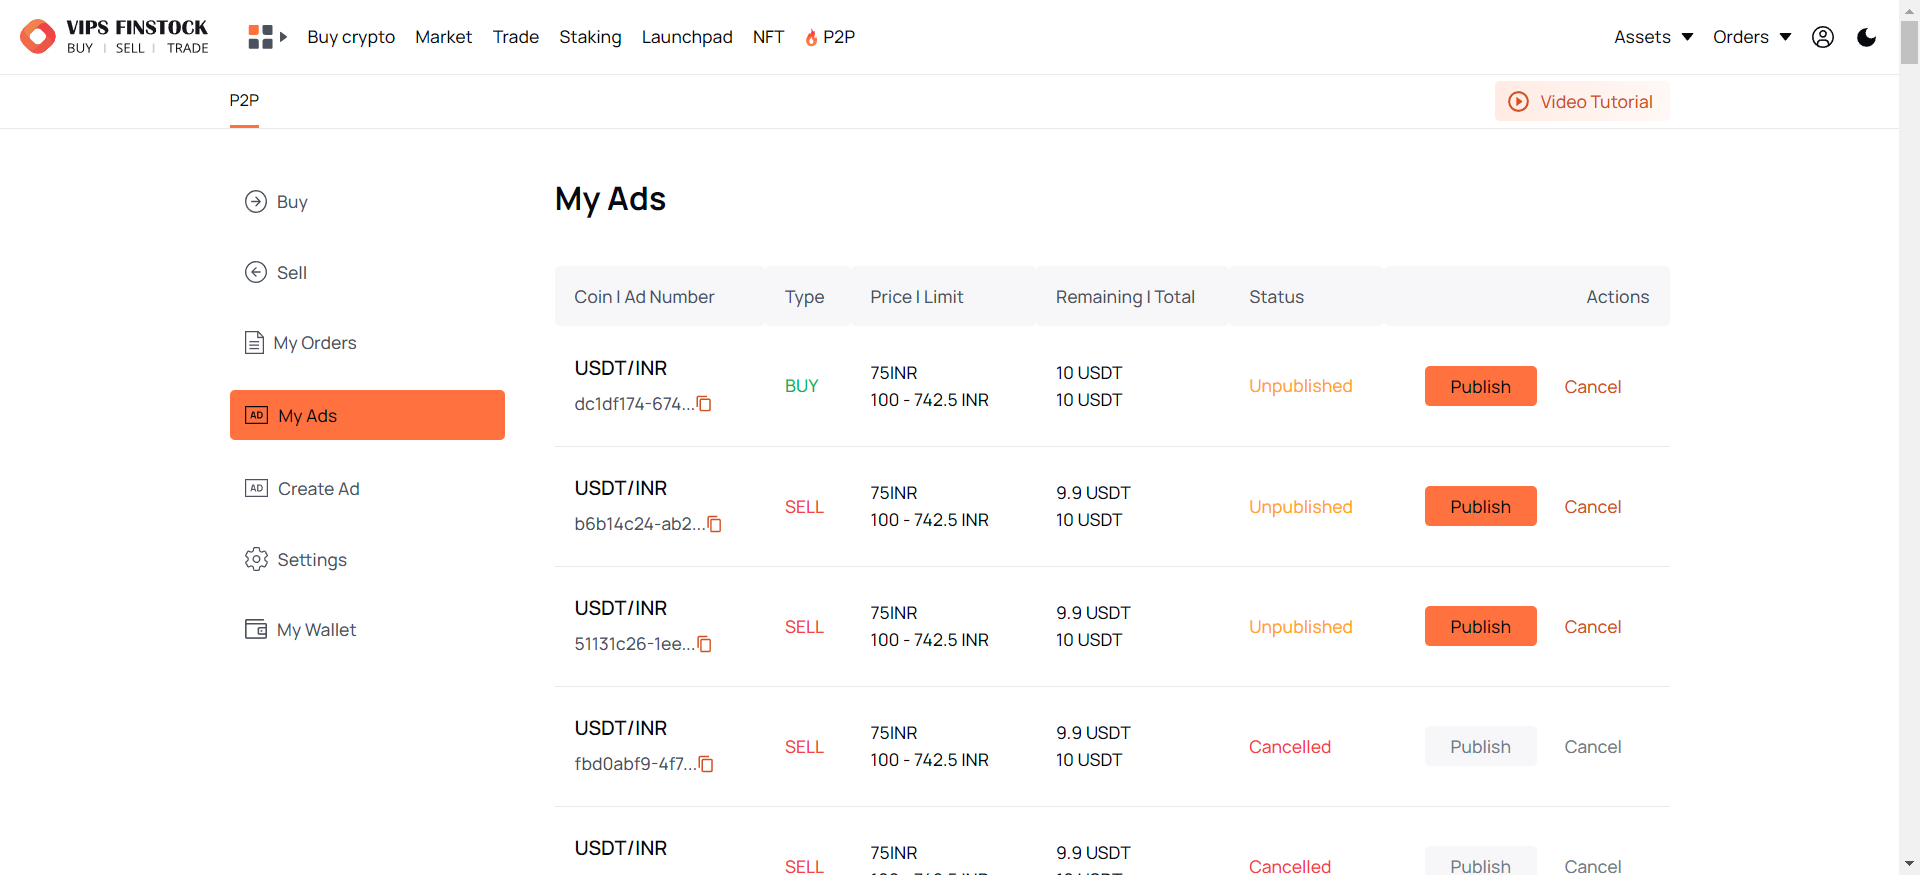 VIPS FINSTOCK
BUY | SELL | TRADE
Buy crypto Market Trade Staking Launchpad NFT P2P
Assets Orders
P2P
Video Tutorial
Buy
Sell
My Orders
AD My Ads
AD Create Ad
Settings
My Wallet
My Ads
Coin | Ad Number Type Price | Limit Remaining | Total Status Actions
USDT/INR
dc1df174-674...
BUY
75INR
100 - 742.5 INR
10 USDT
10 USDT
Unpublished
Publish Cancel
USDT/INR
b6b14c24-ab2...
SELL
75INR
100 - 742.5 INR
9.9 USDT
10 USDT
Unpublished
Publish Cancel
USDT/INR
51131c26-1ee...
SELL
75INR
100 - 742.5 INR
9.9 USDT
10 USDT
Unpublished
Publish Cancel
USDT/INR
fbd0abf9-4f7...
SELL
75INR
100 - 742.5 INR
9.9 USDT
10 USDT
Cancelled
Publish Cancel
USDT/INR
SELL
75INR
9.9 USDT
Cancelled
Publish Cancel